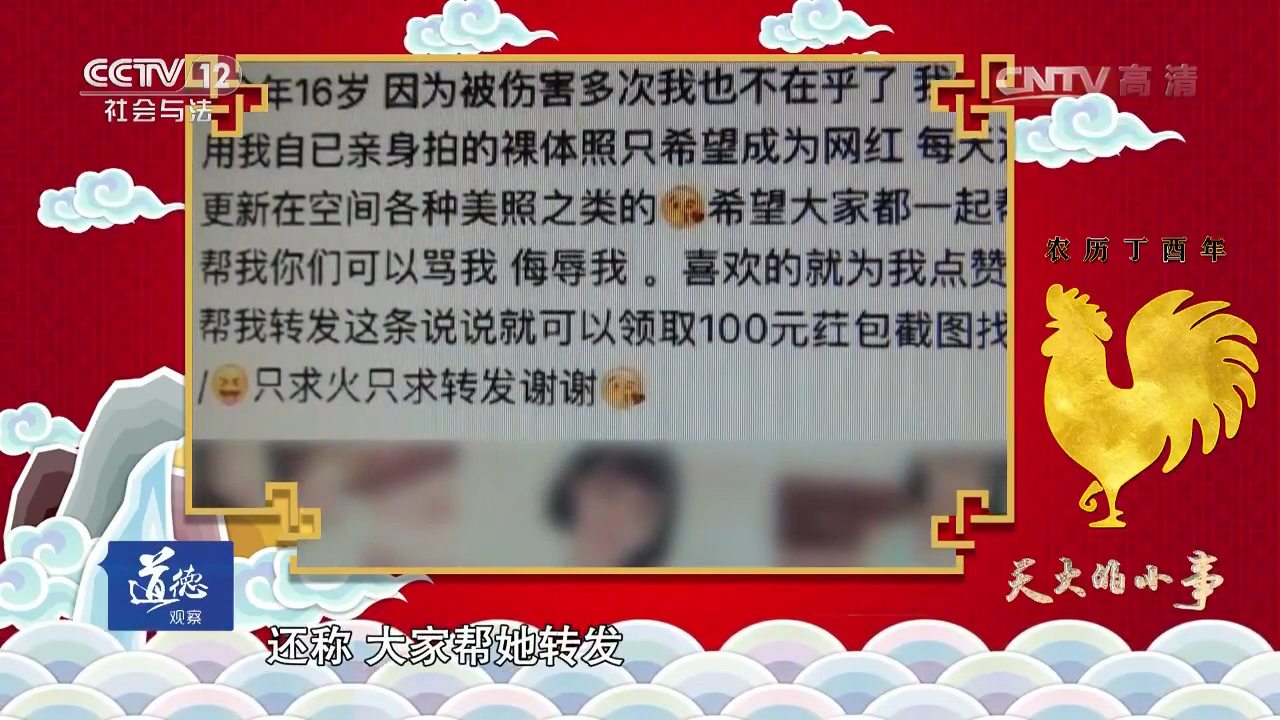 CCTV 12
社会与法
CNTV 高清
年16岁 因为被伤害多次我也不在乎了 我
用我自已亲身拍的裸体照只希望成为网红 每天
更新在空间各种美照之类的😘希望大家都一起
帮我你们可以骂我 侮辱我 。喜欢的就为我点赞
帮我转发这条说说就可以领取100元荭包截图找
/😝只求火只求转发谢谢😘
农历丁酉年
天大的小事
道德
观察
还称 大家帮她转发